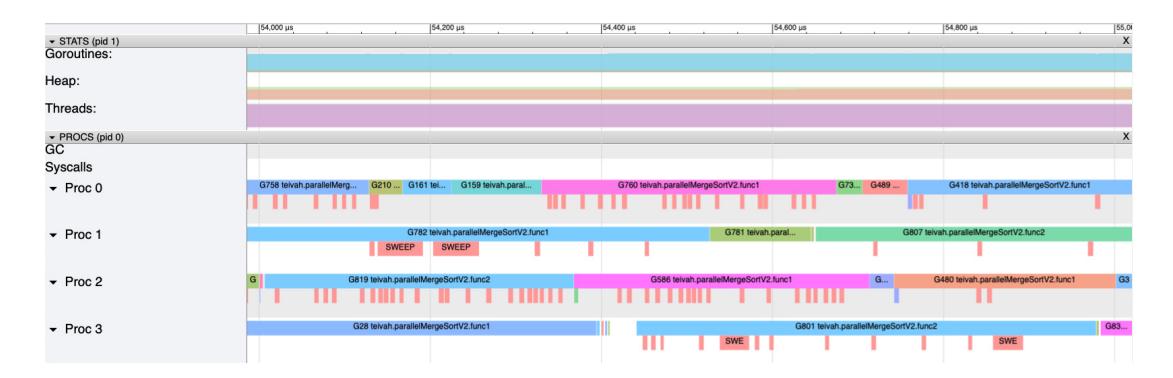 54,000 µs 54,200 µs 54,400 µs 54,600 µs 54,800 µs 55,0
STATS (pid 1) X
Goroutines:
Heap:
Threads:
PROCS (pid 0) X
GC
Syscalls
Proc 0 G758 teivah.parallelMerg... G210 ... G161 tei... G159 teivah.paral... G760 teivah.parallelMergeSortV2.func1 G73... G489 ... G418 teivah.parallelMergeSortV2.func1
Proc 1 G782 teivah.parallelMergeSortV2.func1 G781 teivah.paral... G807 teivah.parallelMergeSortV2.func2
SWEEP SWEEP
Proc 2 G G819 teivah.parallelMergeSortV2.func2 G586 teivah.parallelMergeSortV2.func1 G... G480 teivah.parallelMergeSortV2.func1 G3
Proc 3 G28 teivah.parallelMergeSortV2.func1 G801 teivah.parallelMergeSortV2.func2 G83...
SWE SWE